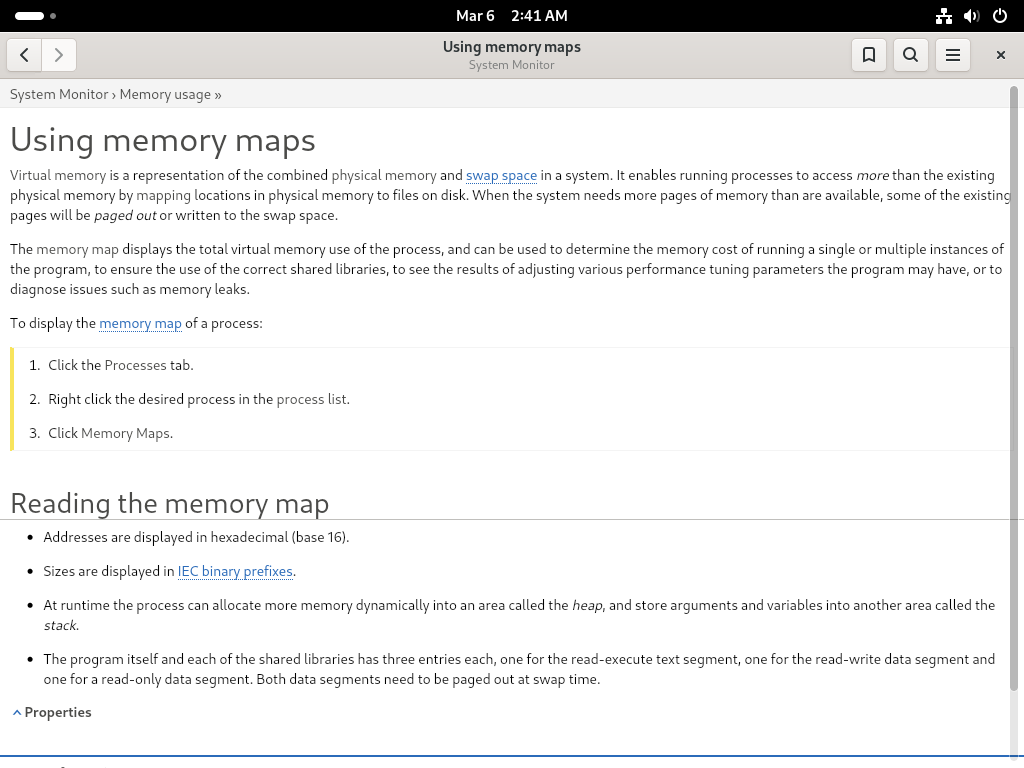 Mar 6 2:41 AM
Using memory maps
System Monitor
System Monitor › Memory usage »
Using memory maps
Virtual memory is a representation of the combined physical memory and swap space in a system. It enables running processes to access more than the existing
physical memory by mapping locations in physical memory to files on disk. When the system needs more pages of memory than are available, some of the existing
pages will be paged out or written to the swap space.
The memory map displays the total virtual memory use of the process, and can be used to determine the memory cost of running a single or multiple instances of
the program, to ensure the use of the correct shared libraries, to see the results of adjusting various performance tuning parameters the program may have, or to
diagnose issues such as memory leaks.
To display the memory map of a process:
1. Click the Processes tab.
2. Right click the desired process in the process list.
3. Click Memory Maps.
Reading the memory map
• Addresses are displayed in hexadecimal (base 16).
• Sizes are displayed in IEC binary prefixes.
• At runtime the process can allocate more memory dynamically into an area called the heap, and store arguments and variables into another area called the
stack.
• The program itself and each of the shared libraries has three entries each, one for the read-execute text segment, one for the read-write data segment and
one for a read-only data segment. Both data segments need to be paged out at swap time.
Properties